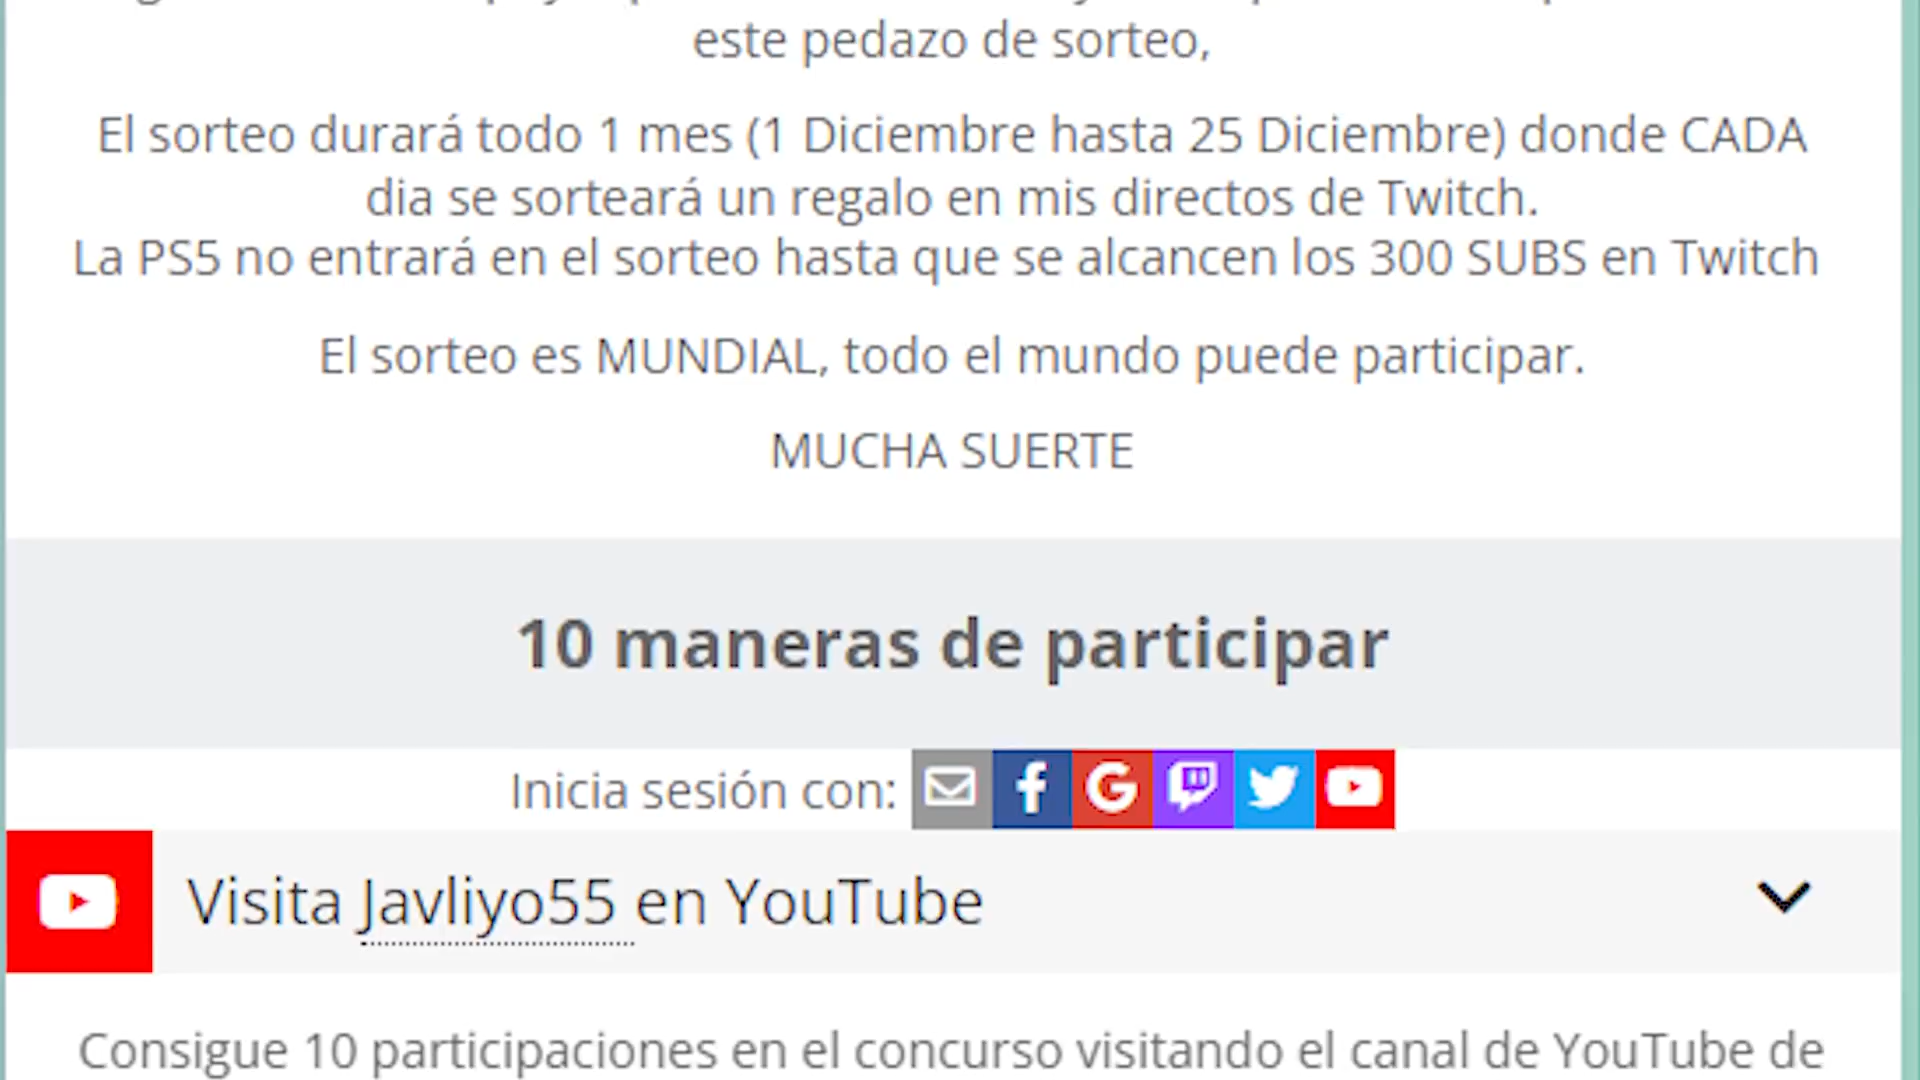 este pedazo de sorteo,
El sorteo durará todo 1 mes (1 Diciembre hasta 25 Diciembre) donde CADA
dia se sorteará un regalo en mis directos de Twitch.
La PS5 no entrará en el sorteo hasta que se alcancen los 300 SUBS en Twitch
El sorteo es MUNDIAL, todo el mundo puede participar.
MUCHA SUERTE
10 maneras de participar
Inicia sesión con:
Visita Javliyo55 en YouTube
Consigue 10 participaciones en el concurso visitando el canal de YouTube de